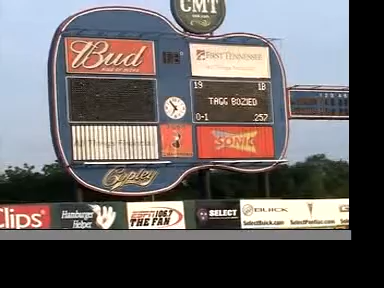 CMT
Bud
First Tennessee
19 1B
TAGG BOZIED
0-1 .257
SONIC
Copley
Clips
Hamburger
Helper
ESPN 106.7
THE FAN
SELECT
BUICK
SelectBuick.com
SelectPontiac.com